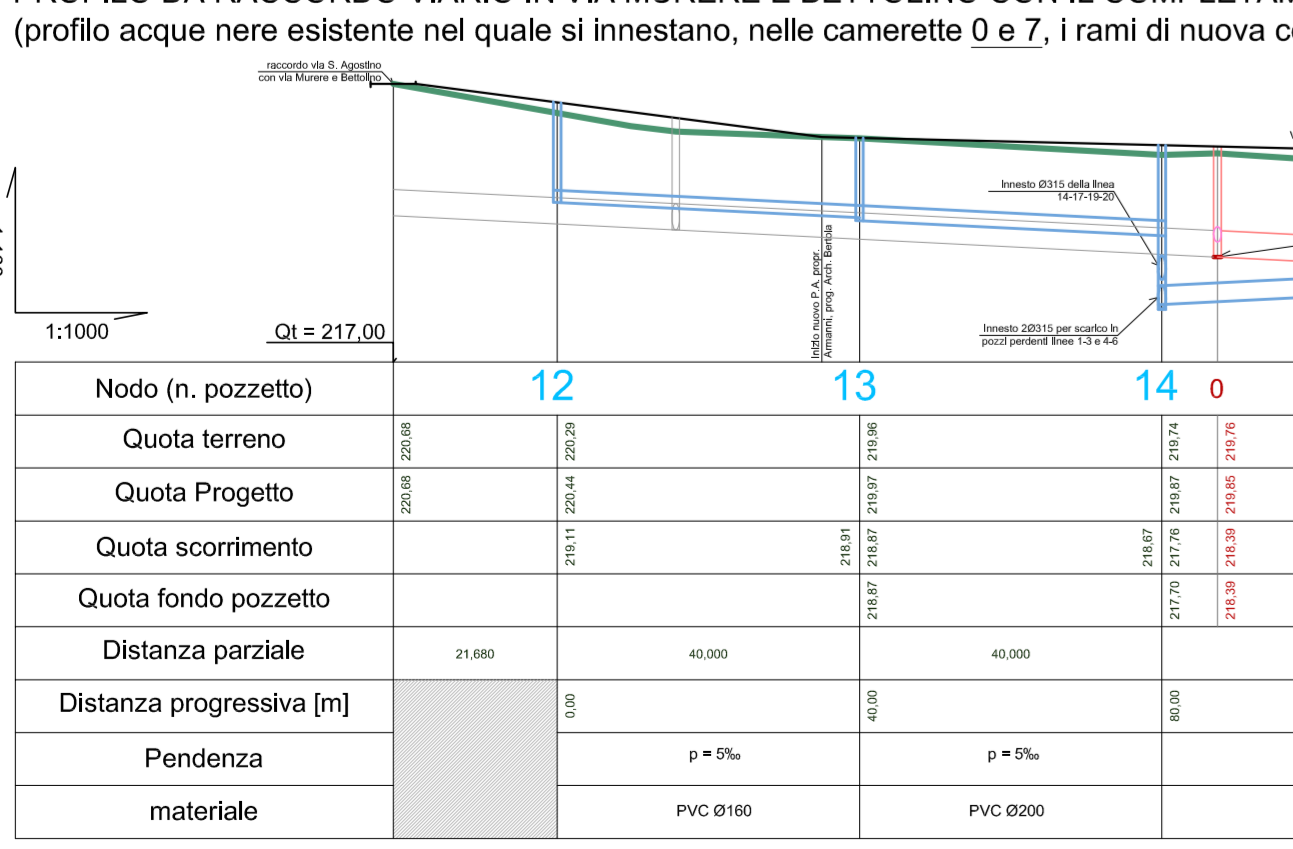 (profilo acque nere esistente nel quale si innestano, nelle camerette 0 e 7, i rami di nuova
raccordo via S. Agostino
con via Murere e Bettolino
Innesto Ø315 della linea
14-17-19-20
Inizio nuovo P.A. propr.
Armanni, prog. Arch. Bertola
Innesto 2Ø315 per scarico in
pozzi perdenti linee 1-3 e 4-6
1:1000
Qt = 217,00
Nodo (n. pozzetto) 12 13 14 0
Quota terreno 220,68 220,29 219,96 219,74 219,76
Quota Progetto 220,68 220,44 219,97 219,87 219,85
Quota scorrimento 219,11 218,91 218,87 218,67 217,76 218,39
Quota fondo pozzetto 218,87 217,70 218,39
Distanza parziale 21,680 40,000 40,000
Distanza progressiva [m] 0,00 40,00 80,00
Pendenza p = 5‰ p = 5‰
materiale PVC Ø160 PVC Ø200